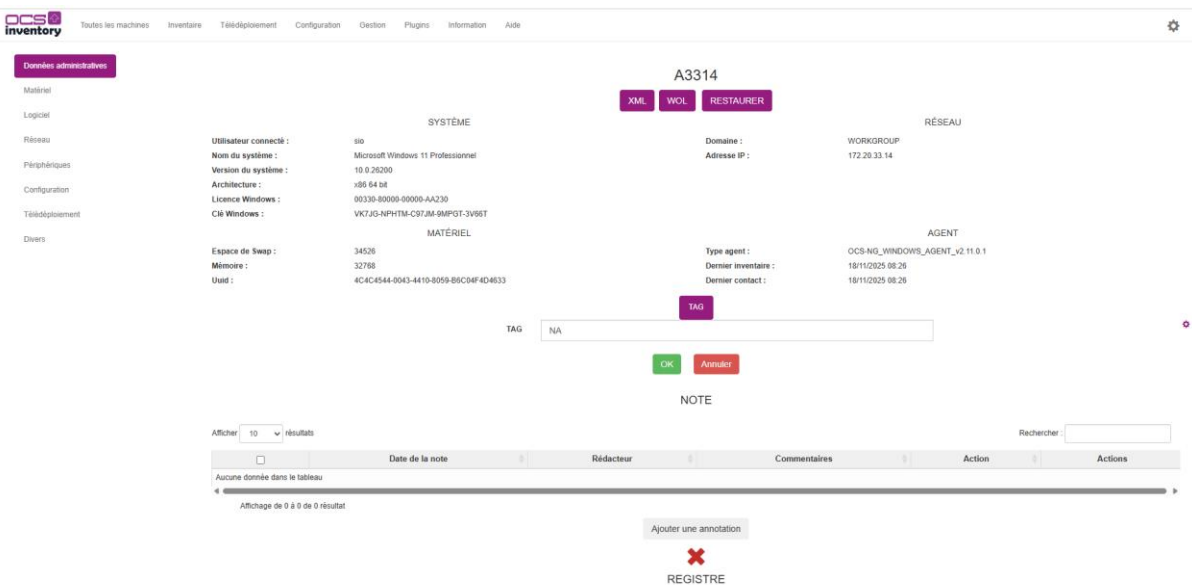 OCS inventory
Toutes les machines Inventaire Télédéploiement Configuration Gestion Plugins Information Aide
Données administratives
Matériel
Logiciel
Réseau
Périphériques
Configuration
Télédéploiement
Divers
A3314
XML WOL RESTAURER
SYSTÈME
Utilisateur connecté : sio
Nom du système : Microsoft Windows 11 Professionnel
Version du système : 10.0.26200
Architecture : x86 64 bit
Licence Windows : 00330-80000-00000-AA230
Clé Windows : VK7JG-NPHTM-C97JM-9MPGT-3V66T
RÉSEAU
Domaine : WORKGROUP
Adresse IP : 172.20.33.14
MATÉRIEL
Espace de Swap : 34526
Mémoire : 32768
Uuid : 4C4C4544-0043-4410-8059-B6C04F4D4633
AGENT
Type agent : OCS-NG_WINDOWS_AGENT_v2.11.0.1
Dernier inventaire : 18/11/2025 08:26
Dernier contact : 18/11/2025 08:26
TAG
TAG NA
OK Annuler
NOTE
Afficher 10 résultats
Rechercher :
Date de la note Rédacteur Commentaires Action Actions
Aucune donnée dans le tableau
Affichage de 0 à 0 de 0 résultat
Ajouter une annotation
REGISTRE